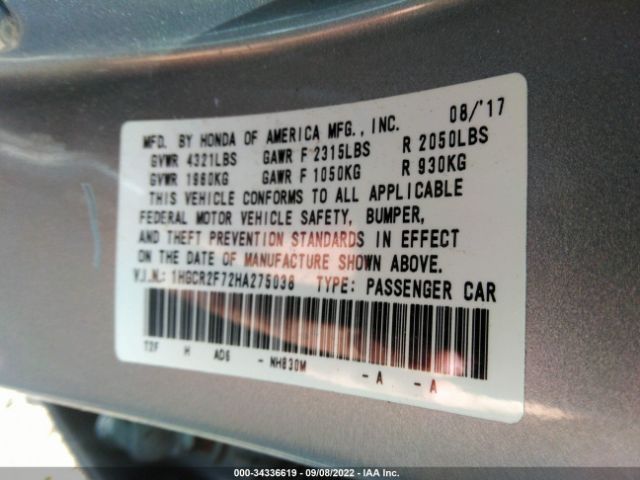 MFD. BY HONDA OF AMERICA MFG., INC. 08/'17
GVWR 4321LBS GAWR F 2315LBS R 2050LBS
GVWR 1960KG GAWR F 1050KG R 930KG
THIS VEHICLE CONFORMS TO ALL APPLICABLE
FEDERAL MOTOR VEHICLE SAFETY, BUMPER,
AND THEFT PREVENTION STANDARDS IN EFFECT
ON THE DATE OF MANUFACTURE SHOWN ABOVE.
V.I.N.: 1HGCR2F72HA275038 TYPE: PASSENGER CAR
T2F H AD6 - NH830M - A - A
000-34336619 - 09/08/2022 - IAA Inc.